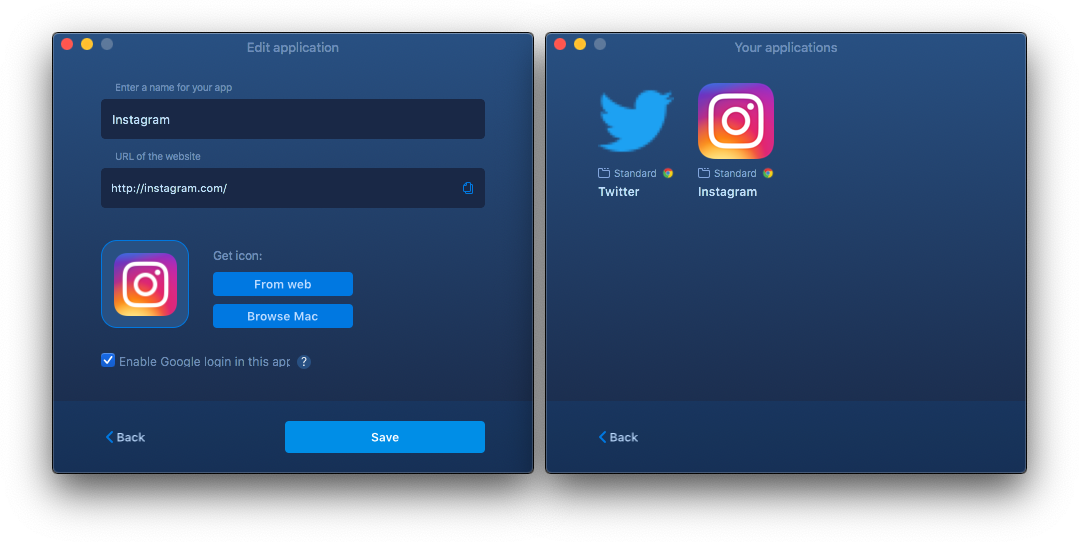 Edit application
Enter a name for your app
Instagram
URL of the website
http://instagram.com/
Get icon:
From web
Browse Mac
Enable Google login in this app
?
Back
Save
Your applications
Standard
Twitter
Standard
Instagram
Back